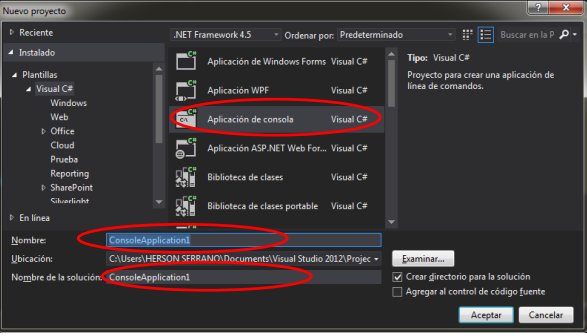 Nuevo proyecto
Reciente
.NET Framework 4.5 Ordenar por: Predeterminado Buscar en la P
Instalado
Plantillas
Visual C#
Windows
Web
Office
Cloud
Prueba
Reporting
SharePoint
Silverlight
En línea
Aplicación de Windows Forms Visual C#
Aplicación WPF Visual C#
Aplicación de consola Visual C#
Aplicación ASP.NET Web For... Visual C#
Biblioteca de clases Visual C#
Biblioteca de clases portable Visual C#
Tipo: Visual C#
Proyecto para crear una aplicación de
línea de comandos.
Nombre: ConsoleApplication1
Ubicación: C:\Users\HERSON SERRANO\Documents\Visual Studio 2012\Projec
Examinar...
Nombre de la solución: ConsoleApplication1
Crear directorio para la solución
Agregar al control de código fuente
Aceptar Cancelar